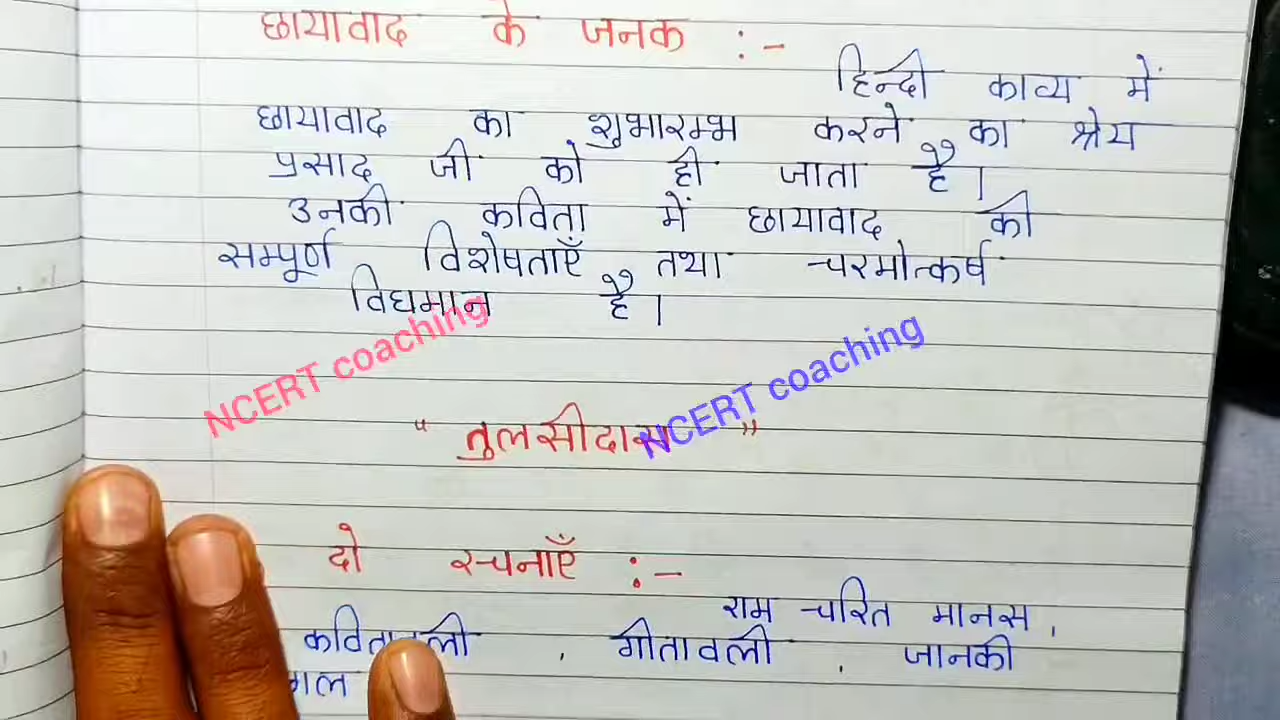 छायावाद के जनक :-
हिन्दी काव्य में
छायावाद का शुभारम्भ करने का श्रेय
प्रसाद जी को ही जाता है।
उनकी कविता में छायावाद की
सम्पूर्ण विशेषताएँ तथा चरमोत्कर्ष
विद्यमान है।
NCERT coaching
NCERT coaching
" तुलसीदास "
दो रचनाएँ :-
राम चरित मानस,
कवितावली , गीतावली , जानकी